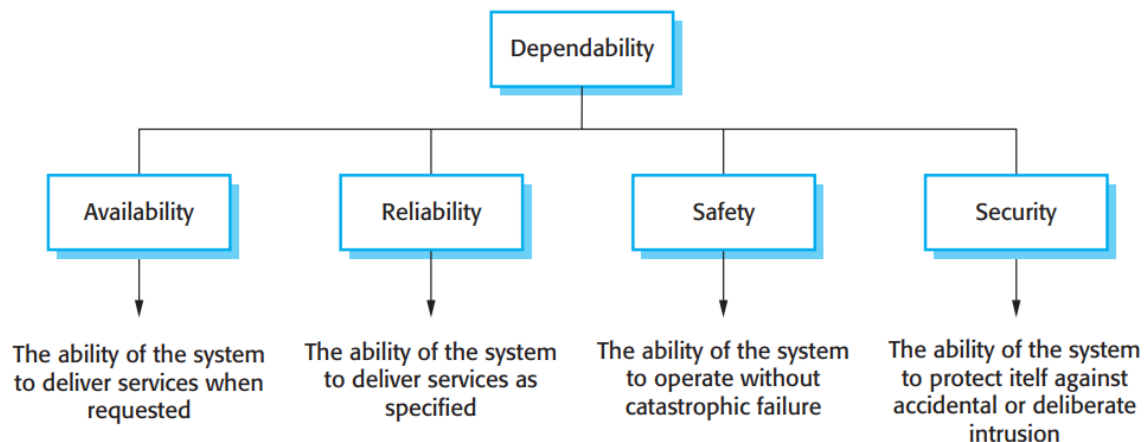 Dependability
Availability
Reliability
Safety
Security
The ability of the system
to deliver services when
requested
The ability of the system
to deliver services as
specified
The ability of the system
to operate without
catastrophic failure
The ability of the system
to protect itelf against
accidental or deliberate
intrusion